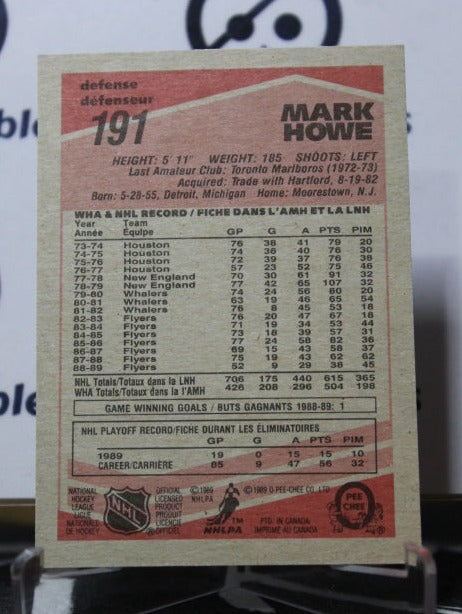 defense
défenseur
191
MARK
HOWE
HEIGHT: 5' 11" WEIGHT: 185 SHOOTS: LEFT
Last Amateur Club: Toronto Marlboros (1972-73)
Acquired: Trade with Hartford, 8-19-82
Born: 5-28-55, Detroit, Michigan Home: Moorestown, N.J.
WHA & NHL RECORD / FICHE DANS L'AMH ET LA LNH
Year Team
Année Équipe GP G A PTS PIM
73-74 Houston 76 38 41 79 20
74-75 Houston 74 36 40 76 30
75-76 Houston 72 39 37 76 38
76-77 Houston 57 23 52 75 46
77-78 New England 70 30 61 91 32
78-79 New England 77 42 65 107 32
79-80 Whalers 74 24 56 80 20
80-81 Whalers 63 19 46 65 54
81-82 Whalers 76 8 45 53 18
82-83 Flyers 76 20 47 67 18
83-84 Flyers 71 19 34 53 44
84-85 Flyers 73 18 39 57 31
85-86 Flyers 77 24 58 82 36
86-87 Flyers 69 15 43 58 37
87-88 Flyers 75 19 43 62 62
88-89 Flyers 52 9 29 38 45
NHL Totals/Totaux dans la LNH 706 175 440 615 365
WHA Totals/Totaux dans l'AMH 426 208 296 504 198
GAME WINNING GOALS / BUTS GAGNANTS 1988-89: 1
NHL PLAYOFF RECORD/FICHE DURANT LES ÉLIMINATOIRES
GP G A PTS PIM
1989 19 0 15 15 10
CAREER/CARRIÈRE 85 9 47 56 32
NATIONAL HOCKEY LEAGUE LIGUE NATIONALE DE HOCKEY
NHL
OFFICIAL LICENSED PRODUCT PRODUIT LICENCIÉ OFFICIEL
© 1989 NHLPA
NHLPA
© 1989 O-PEE-CHEE CO. LTD.
PTD. IN CANADA
IMPRIMÉ AU CANADA
O PEE CHEE